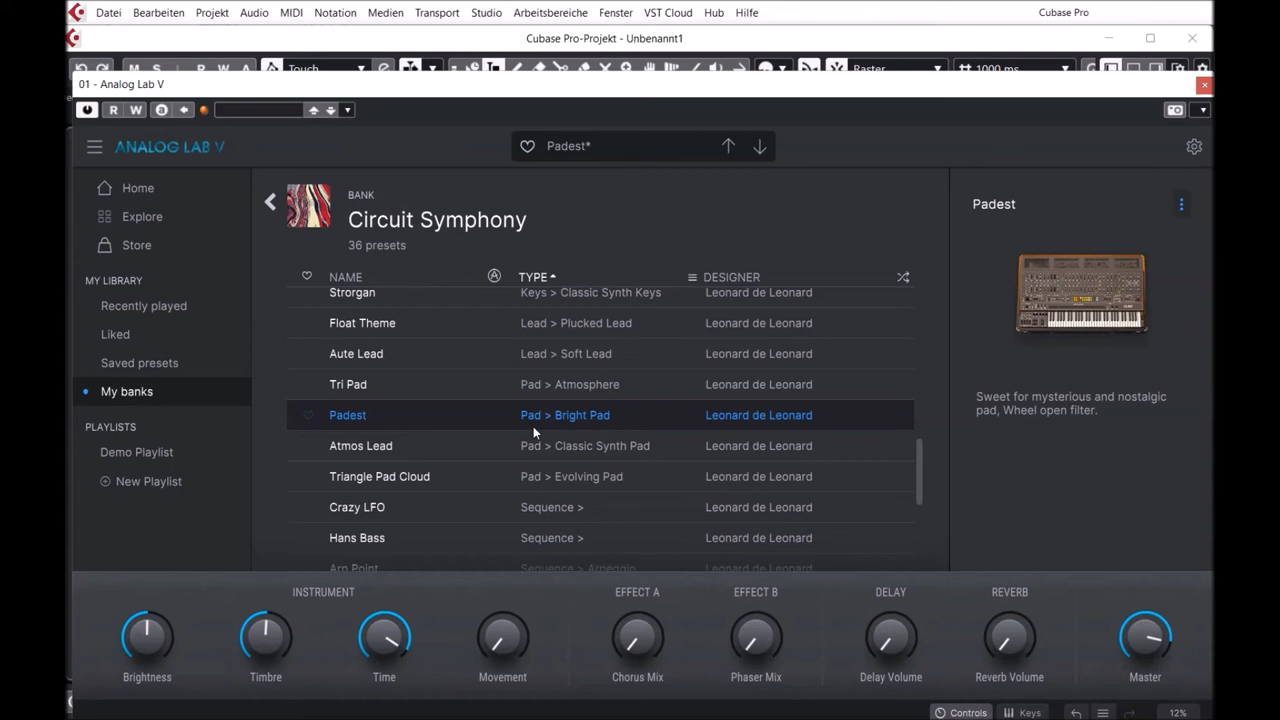 Datei Bearbeiten Projekt Audio MIDI Notation Medien Transport Studio Arbeitsbereiche Fenster VST Cloud Hub Hilfe Cubase Pro
Cubase Pro-Projekt - Unbenannt1
M S R W A Touch Raster 1000 ms
01 - Analog Lab V
R W a
ANALOG LAB V Padest*
Home
Explore
Store
MY LIBRARY
Recently played
Liked
Saved presets
My banks
PLAYLISTS
Demo Playlist
New Playlist
BANK
Circuit Symphony
36 presets
NAME TYPE DESIGNER
Strorgan Keys > Classic Synth Keys Leonard de Leonard
Float Theme Lead > Plucked Lead Leonard de Leonard
Aute Lead Lead > Soft Lead Leonard de Leonard
Tri Pad Pad > Atmosphere Leonard de Leonard
Padest Pad > Bright Pad Leonard de Leonard
Atmos Lead Pad > Classic Synth Pad Leonard de Leonard
Triangle Pad Cloud Pad > Evolving Pad Leonard de Leonard
Crazy LFO Sequence > Leonard de Leonard
Hans Bass Sequence > Leonard de Leonard
Arp Point Sequence > Arpeggio Leonard de Leonard
Padest
Sweet for mysterious and nostalgic
pad, Wheel open filter.
INSTRUMENT EFFECT A EFFECT B DELAY REVERB
Brightness Timbre Time Movement Chorus Mix Phaser Mix Delay Volume Reverb Volume Master
Controls Keys 12%